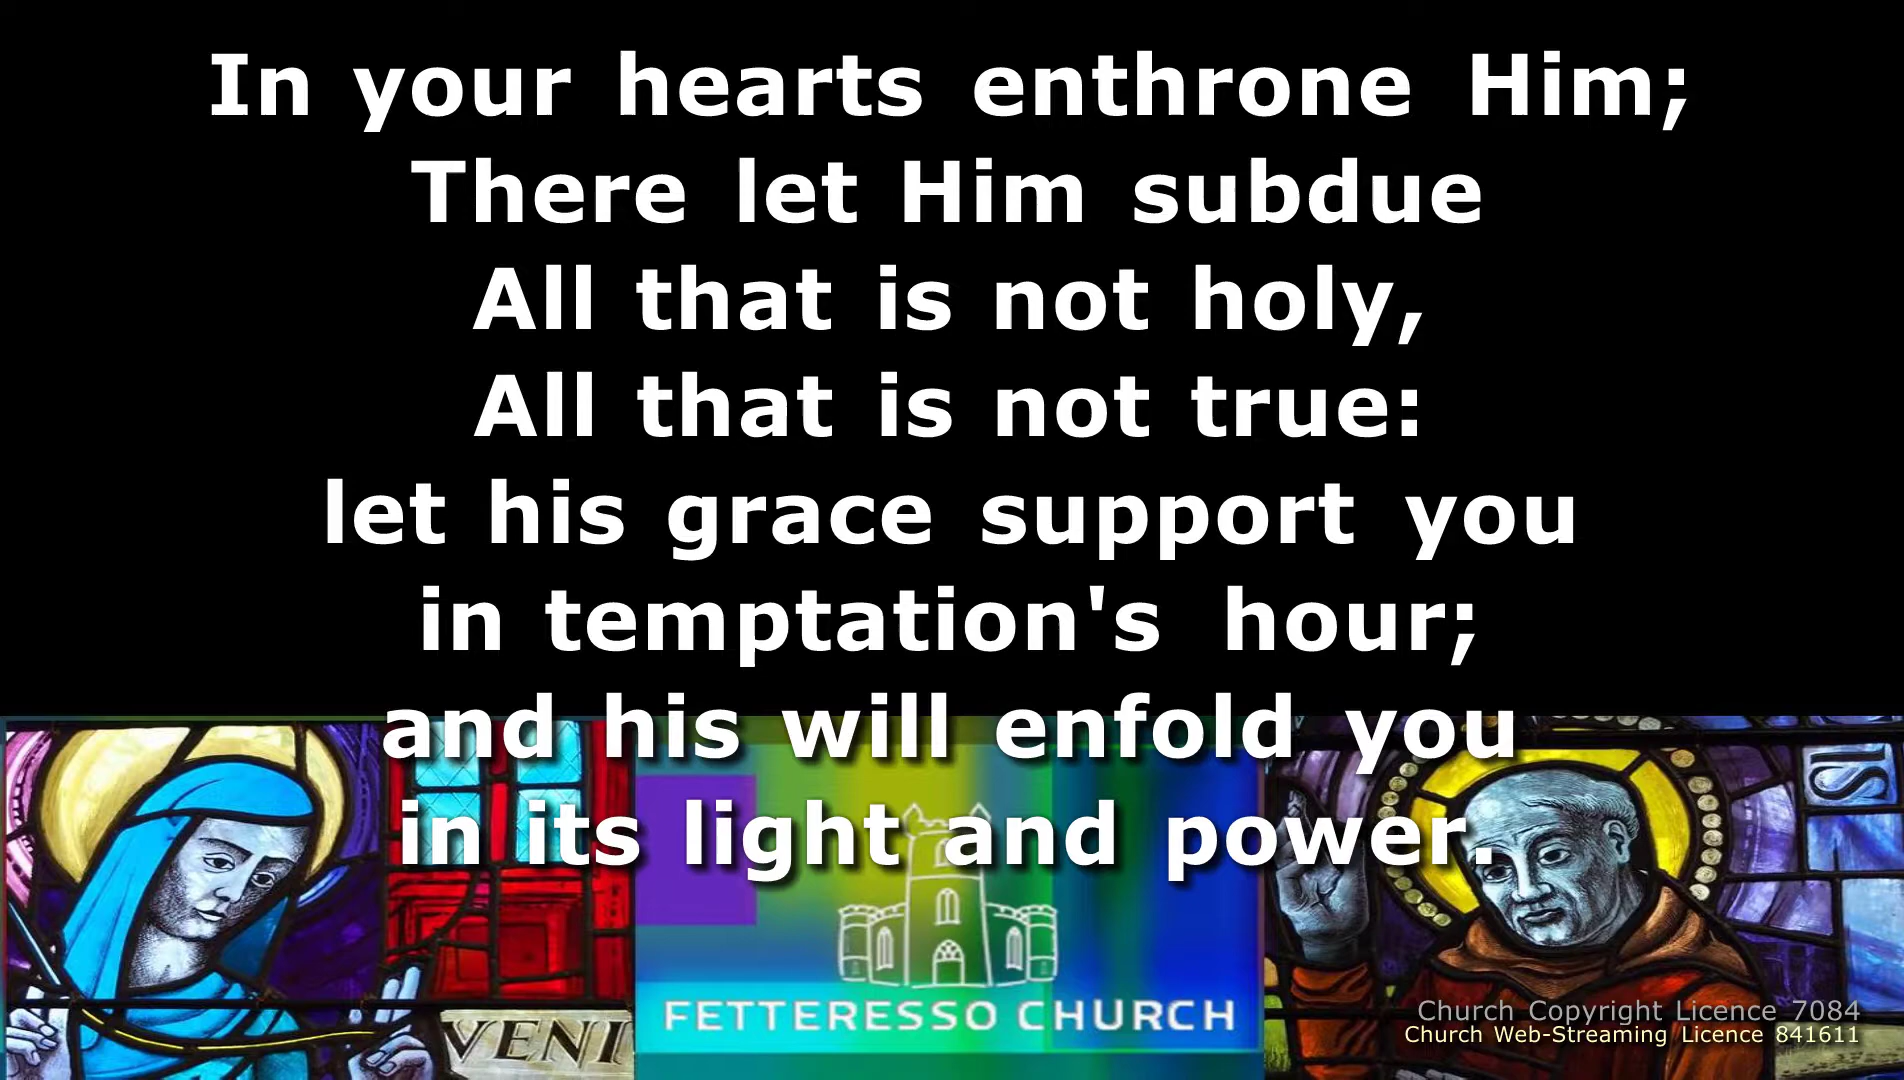 In your hearts enthrone Him;
There let Him subdue
All that is not holy,
All that is not true:
let his grace support you
in temptation's hour;
and his will enfold you
in its light and power.
IS
VENI
FETTERESSO CHURCH
Church Copyright Licence 7084
Church Web-Streaming Licence 841611